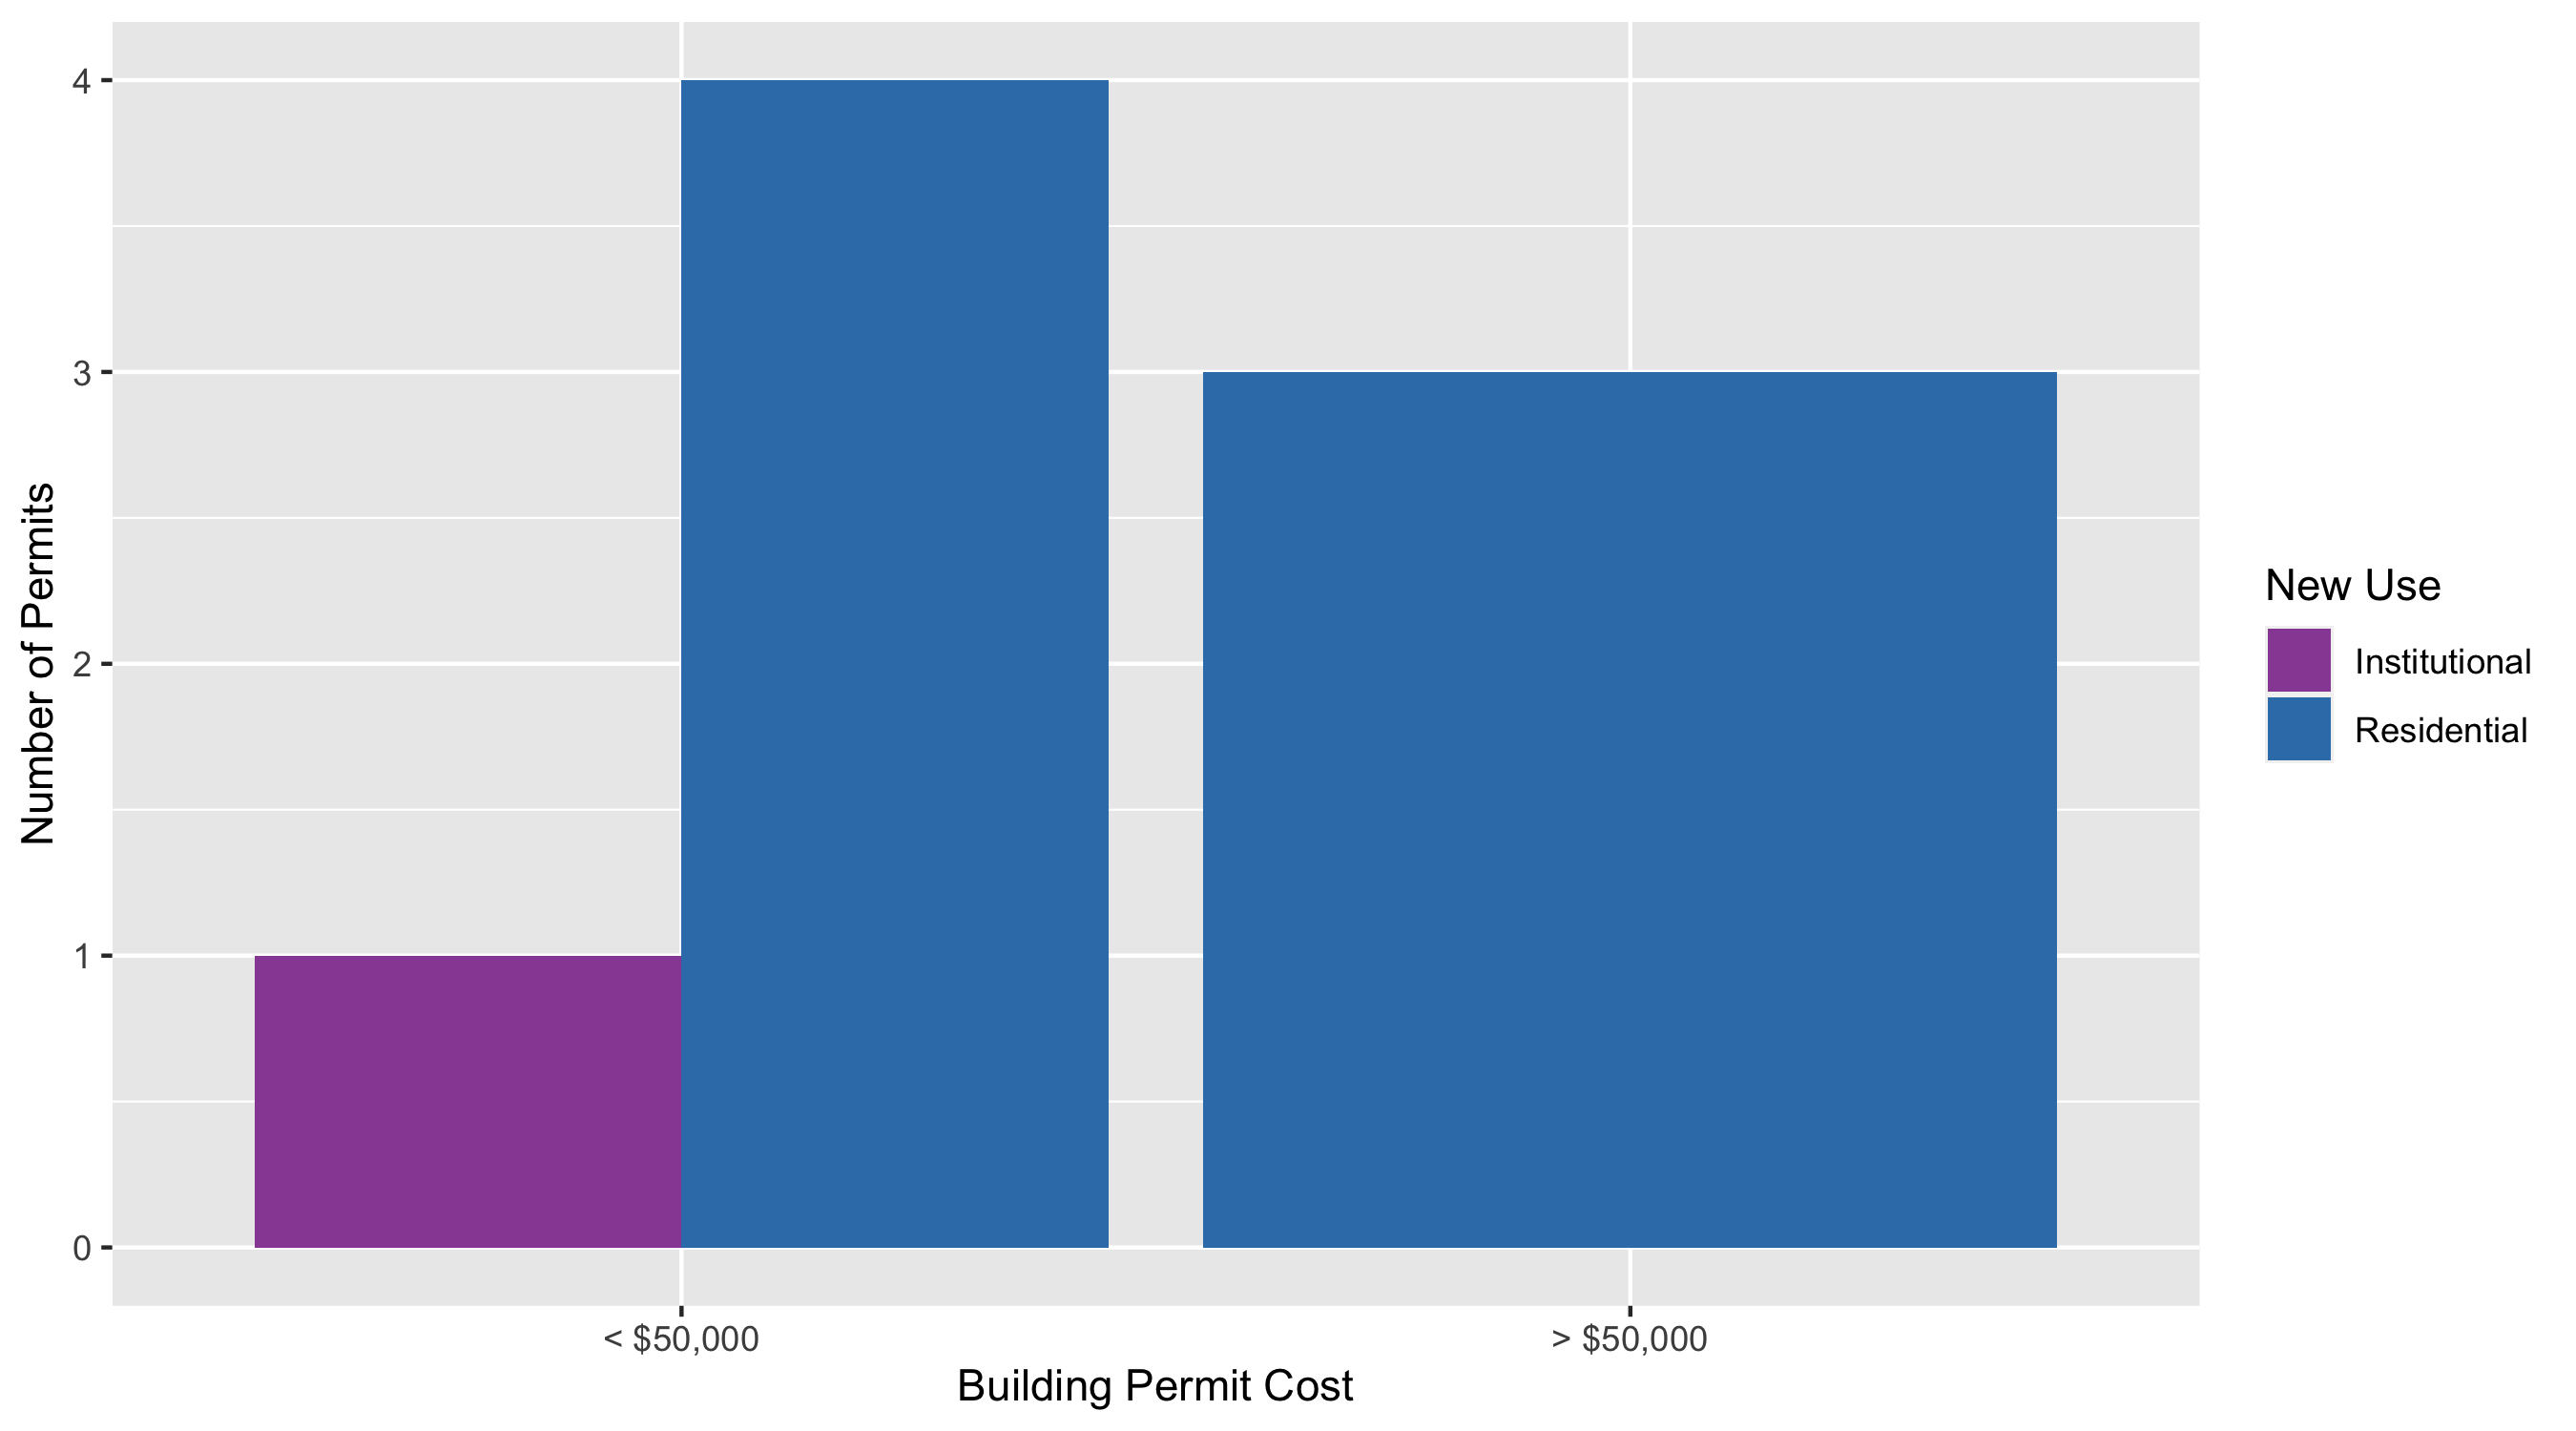 4
3
2
1
0
Number of Permits
< $50,000
> $50,000
Building Permit Cost
New Use
Institutional
Residential